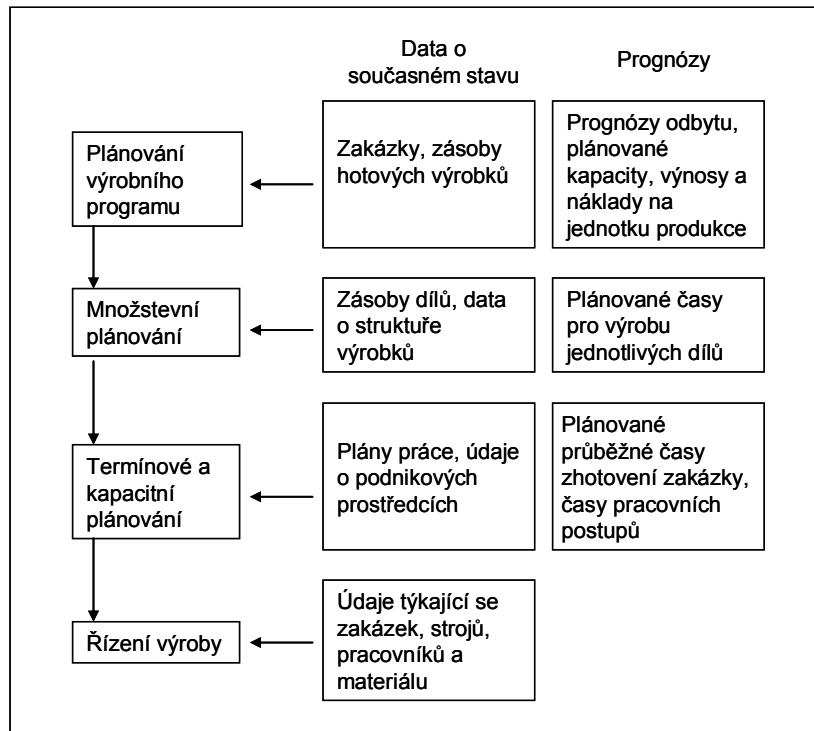 Data o
současném stavu
Prognózy
Plánování
výrobního
programu
Zakázky, zásoby
hotových výrobků
Prognózy odbytu,
plánované
kapacity, výnosy a
náklady na
jednotku produkce
Množstevní
plánování
Zásoby dílů, data
o struktuře
výrobků
Plánované časy
pro výrobu
jednotlivých dílů
Termínové a
kapacitní
plánování
Plány práce, údaje
o podnikových
prostředcích
Plánované
průběžné časy
zhotovení zakázky,
časy pracovních
postupů
Řízení výroby
Údaje týkající se
zakázek, strojů,
pracovníků a
materiálu